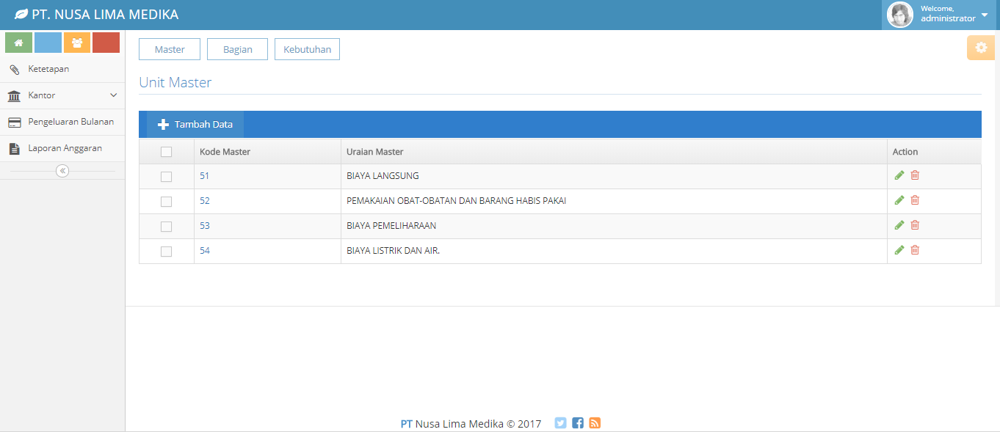 PT. NUSA LIMA MEDIKA
Welcome,
administrator
Ketetapan
Kantor
Pengeluaran Bulanan
Laporan Anggaran
Master Bagian Kebutuhan
Unit Master
Tambah Data
Kode Master Uraian Master Action
51 BIAYA LANGSUNG
52 PEMAKAIAN OBAT-OBATAN DAN BARANG HABIS PAKAI
53 BIAYA PEMELIHARAAN
54 BIAYA LISTRIK DAN AIR.
PT Nusa Lima Medika © 2017